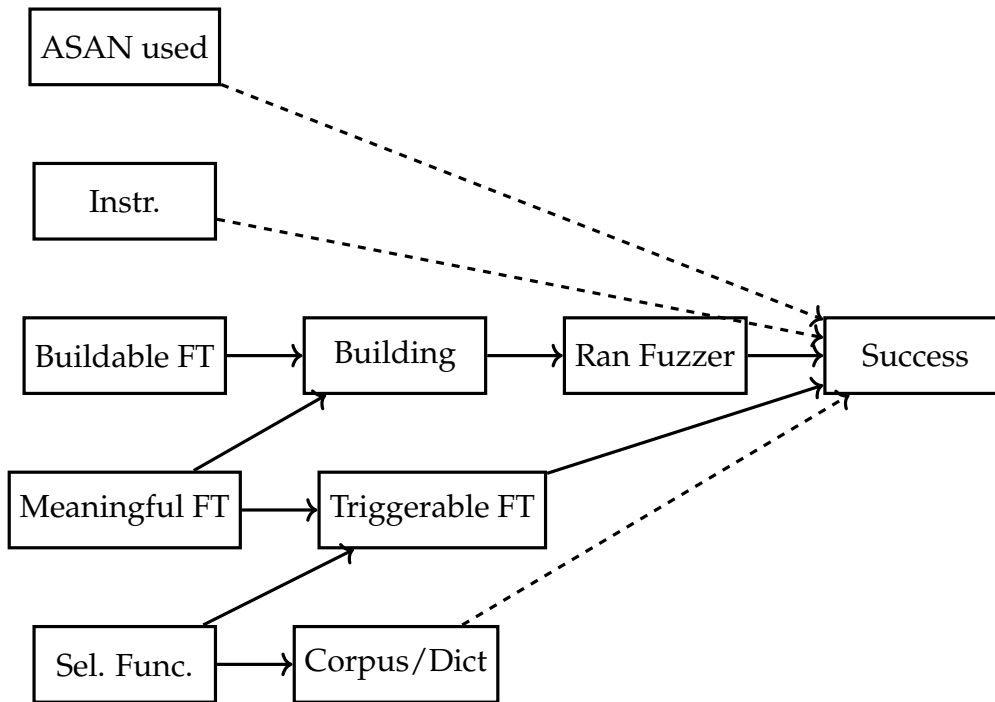 ASAN used
Instr.
Buildable FT
Building
Ran Fuzzer
Success
Meaningful FT
Triggerable FT
Sel. Func.
Corpus/Dict